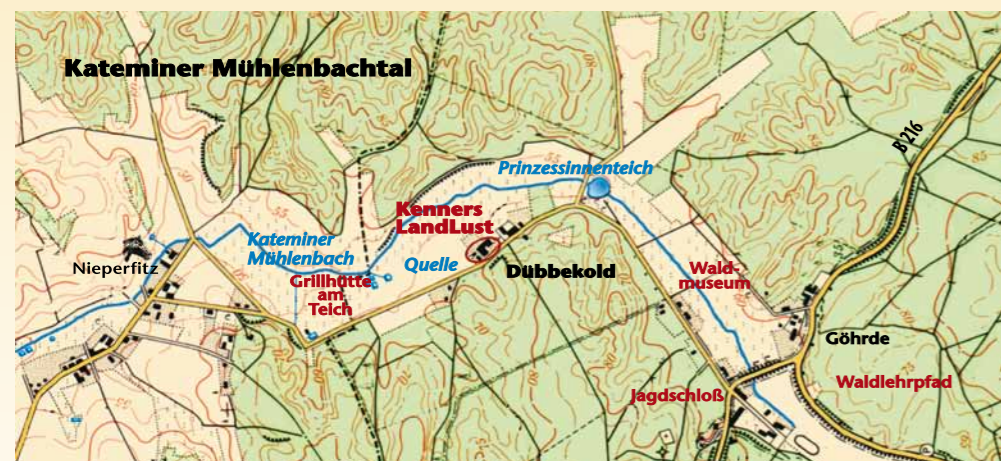 Kateminer Mühlenbachtal
B 216
Prinzessinnenteich
Kenners
LandLust
Kateminer
Mühlenbach
Quelle
Nieperfitz
Grillhütte
am
Teich
Dübbekold
Wald-
museum
Göhrde
Jagdschloß
Waldlehrpfad